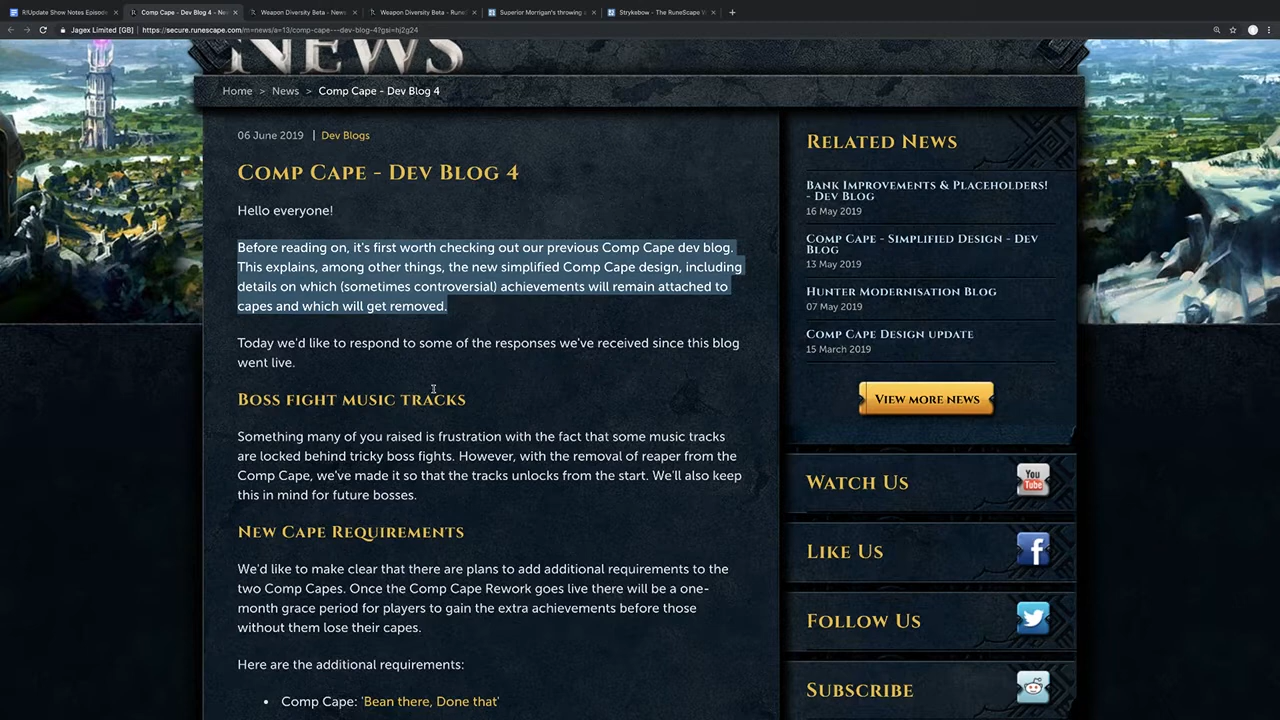 R/Update Show Notes Episode
Comp Cape - Dev Blog 4 - Ne
Weapon Diversity Beta - News
Weapon Diversity Beta - Rune
Superior Morrigan's throwing a
Strykebow - The RuneScape W
Jagex Limited [GB] | https://secure.runescape.com/m=news/a=13/comp-cape---dev-blog-4?gsi=hj2g24
NEWS
Home > News > Comp Cape - Dev Blog 4
06 June 2019 | Dev Blogs
Comp Cape - Dev Blog 4
Hello everyone!
Before reading on, it's first worth checking out our previous Comp Cape dev blog.
This explains, among other things, the new simplified Comp Cape design, including
details on which (sometimes controversial) achievements will remain attached to
capes and which will get removed.
Today we'd like to respond to some of the responses we've received since this blog
went live.
Boss fight music tracks
Something many of you raised is frustration with the fact that some music tracks
are locked behind tricky boss fights. However, with the removal of reaper from the
Comp Cape, we've made it so that the tracks unlocks from the start. We'll also keep
this in mind for future bosses.
New Cape Requirements
We'd like to make clear that there are plans to add additional requirements to the
two Comp Capes. Once the Comp Cape Rework goes live there will be a one-
month grace period for players to gain the extra achievements before those
without them lose their capes.
Here are the additional requirements:
• Comp Cape: 'Bean there, Done that'
Related News
Bank Improvements & Placeholders!
- Dev Blog
16 May 2019
Comp Cape - Simplified Design - Dev
Blog
13 May 2019
Hunter Modernisation Blog
07 May 2019
Comp Cape Design update
15 March 2019
View more news
Watch Us
You
Tube
Like Us
Follow Us
Subscribe